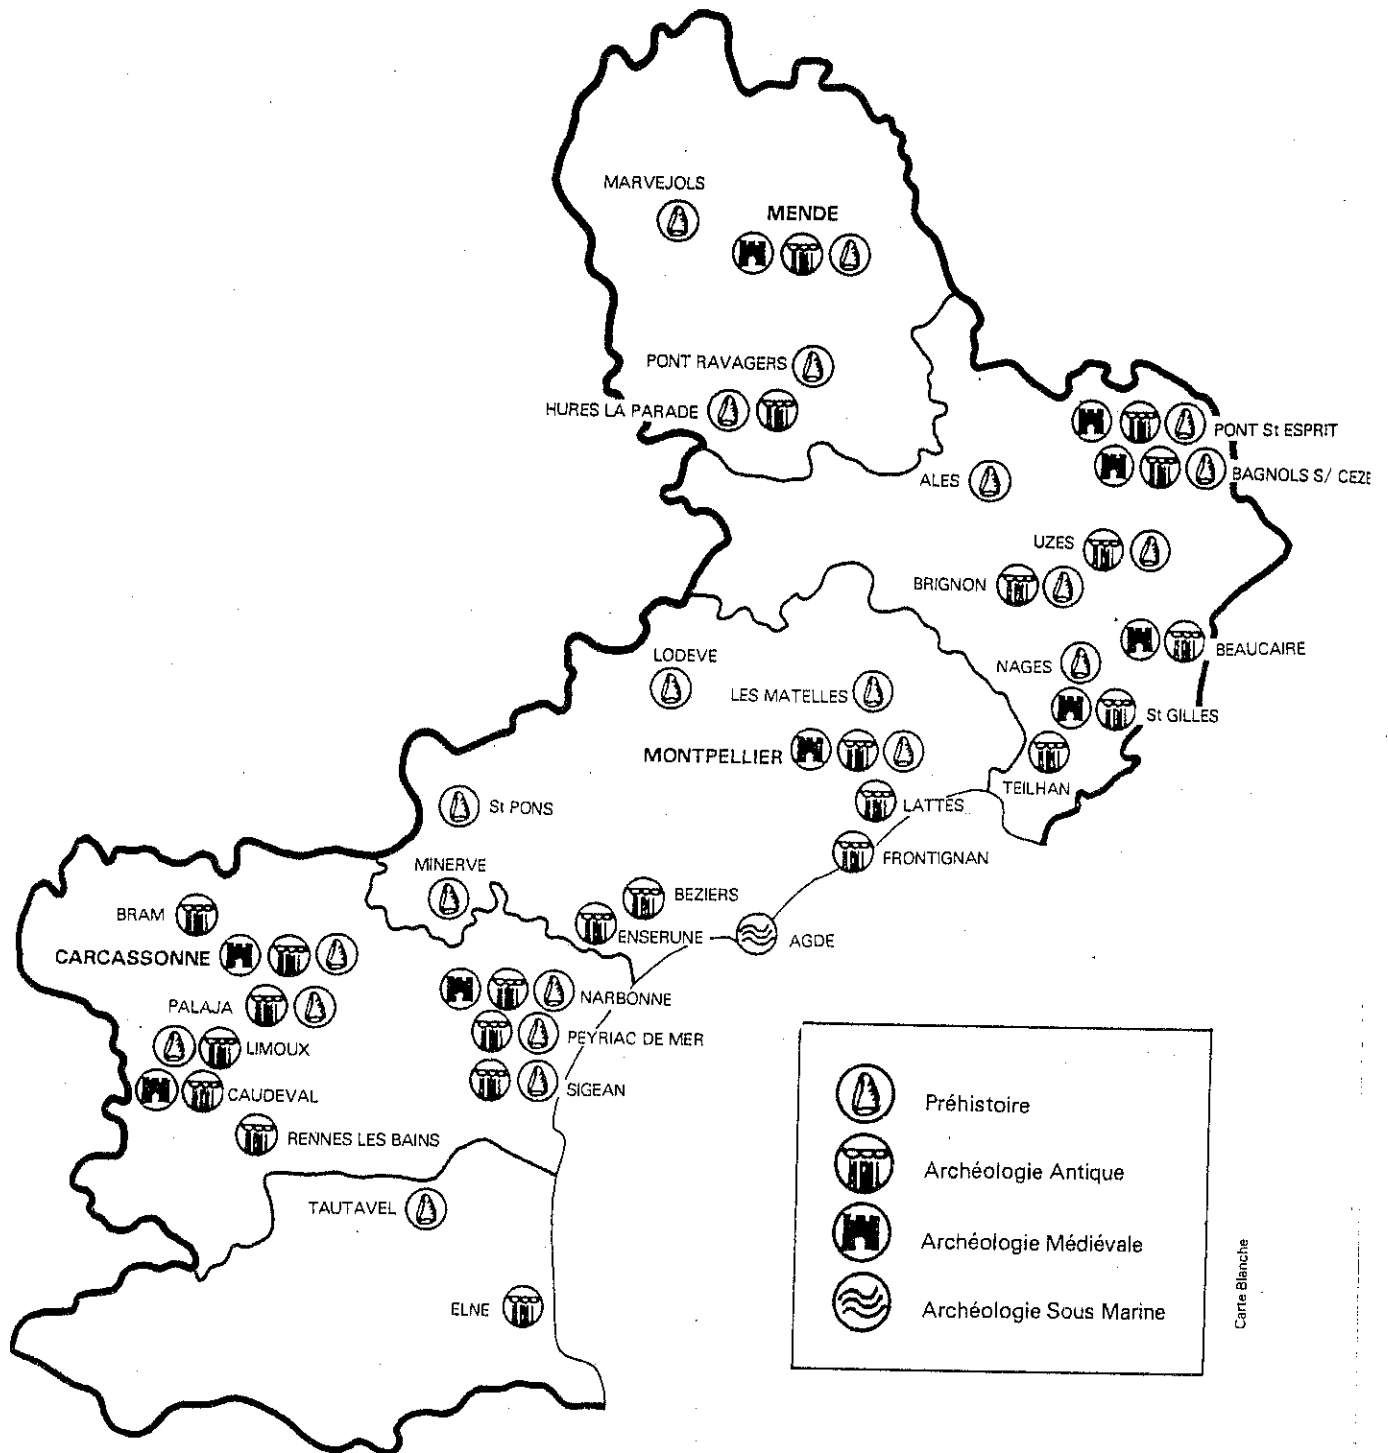 MARVEJOLS
MENDE
PONT RAVAGERS
HURES LA PARADE
PONT St ESPRIT
ALES
BAGNOLS S/ CEZE
UZES
BRIGNON
LODEVE
NAGES
BEAUCAIRE
LES MATELLES
St GILLES
MONTPELLIER
TEILHAN
St PONS
LATTES
MINERVE
FRONTIGNAN
BRAM
BEZIERS
ENSERUNE
AGDE
CARCASSONNE
PALAJA
NARBONNE
PEYRIAC DE MER
LIMOUX
SIGEAN
CAUDEVAL
RENNES LES BAINS
TAUTAVEL
ELNE
Préhistoire
Archéologie Antique
Archéologie Médiévale
Archéologie Sous Marine
Carte Blanche